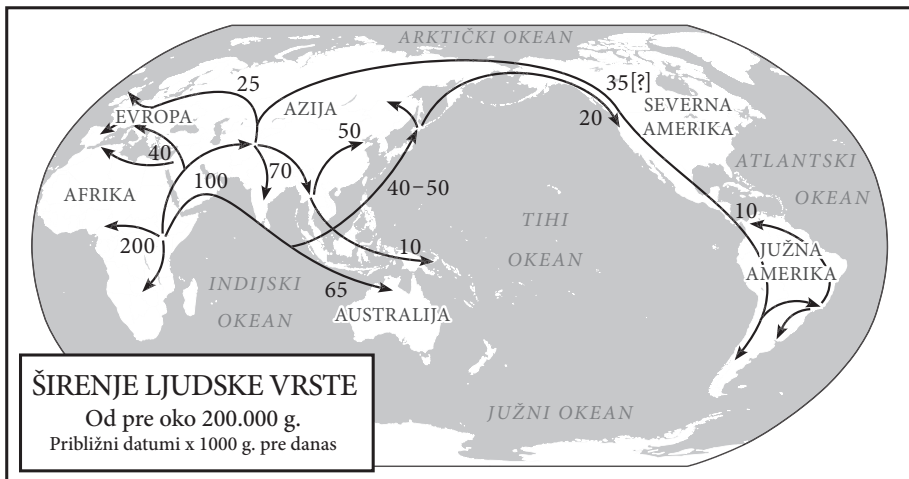 ARKTIČKI OKEAN
25
35[?]
EVROPA
AZIJA
SEVERNA
AMERIKA
50
20
40
70
ATLANTSKI
OKEAN
AFRIKA
100
40–50
200
10
TIHI
OKEAN
10
JUŽNA
AMERIKA
INDIJSKI
OKEAN
65
AUSTRALIJA
ŠIRENJE LJUDSKE VRSTE
Od pre oko 200.000 g.
Približni datumi x 1000 g. pre danas
JUŽNI OKEAN